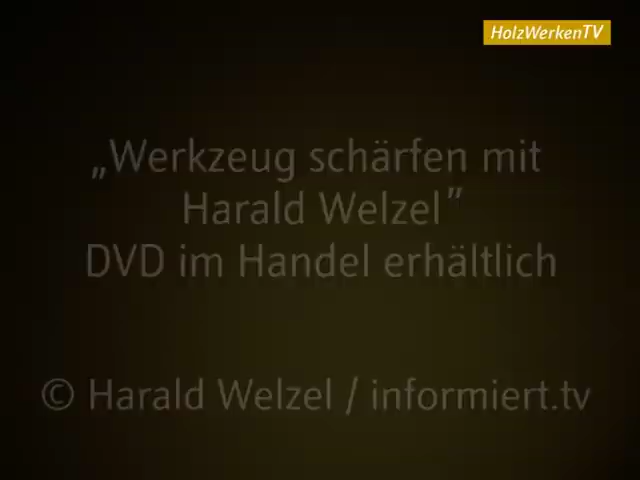 HolzWerkenTV
„Werkzeug schärfen mit
Harald Welzel”
DVD im Handel erhältlich
© Harald Welzel / informiert.tv